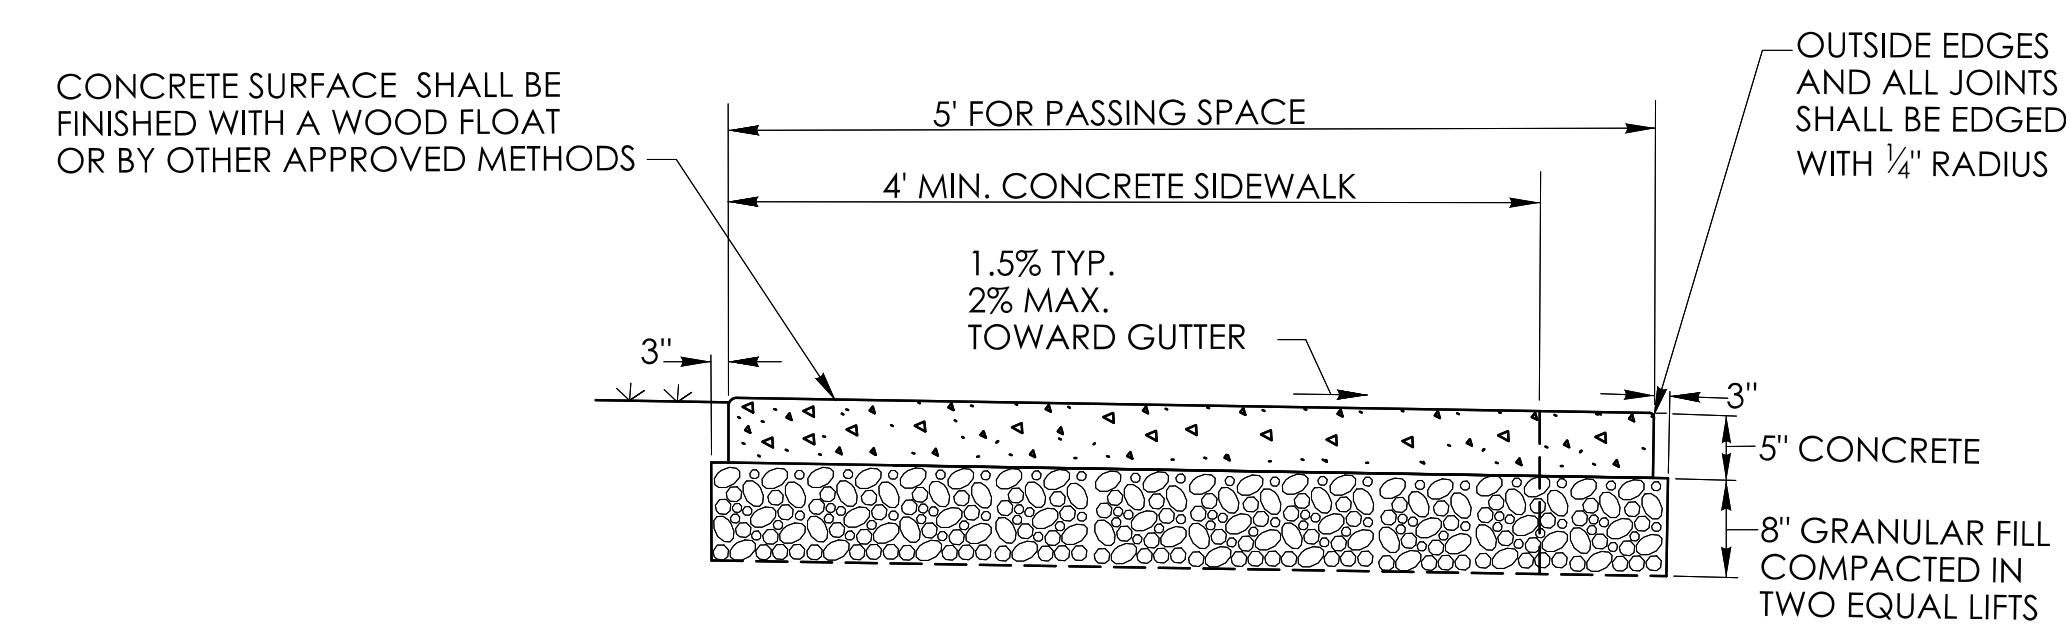 CONCRETE SURFACE SHALL BE
FINISHED WITH A WOOD FLOAT
OR BY OTHER APPROVED METHODS
5' FOR PASSING SPACE
4' MIN. CONCRETE SIDEWALK
OUTSIDE EDGES
AND ALL JOINTS
SHALL BE EDGED
WITH ¼" RADIUS
1.5% TYP.
2% MAX.
TOWARD GUTTER
3"
3"
5" CONCRETE
8" GRANULAR FILL
COMPACTED IN
TWO EQUAL LIFTS